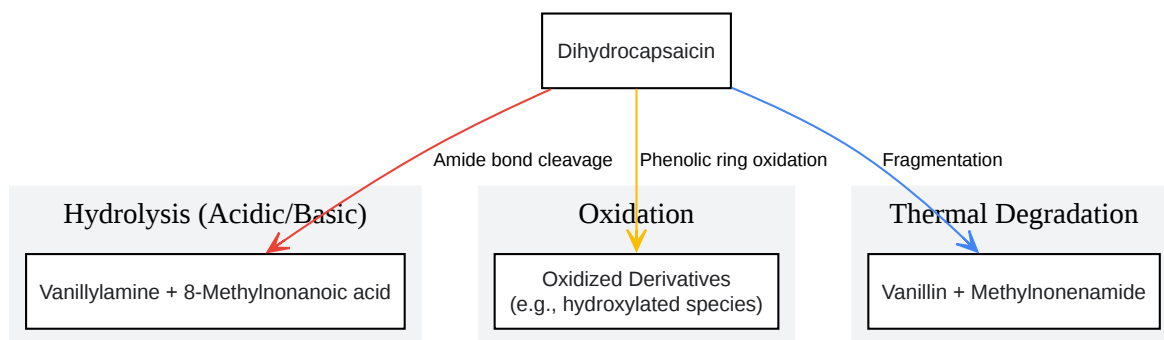 Dihydrocapsaicin
Amide bond cleavage
Phenolic ring oxidation
Fragmentation
Hydrolysis (Acidic/Basic)
Oxidation
Thermal Degradation
Vanillylamine + 8-Methylnonanoic acid
Oxidized Derivatives
(e.g., hydroxylated species)
Vanillin + Methylnonenamide